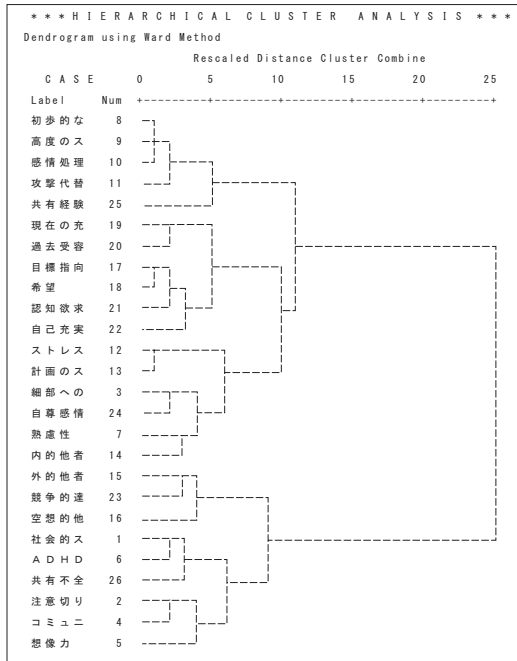 * * * H I E R A R C H I C A L  C L U S T E R  A N A L Y S I S * * *
Dendrogram using Ward Method
Rescaled Distance Cluster Combine
C A S E 0 5 10 15 20 25
Label Num +---------+---------+---------+---------+---------+
初歩的な 8
高度のス 9
感情処理 10
攻撃代替 11
共有経験 25
現在の充 19
過去受容 20
目標指向 17
希望 18
認知欲求 21
自己充実 22
ストレス 12
計画のス 13
細部への 3
自尊感情 24
熟慮性 7
内的他者 14
外的他者 15
競争的達 23
空想的他 16
社会的ス 1
ADHD 6
共有不全 26
注意切り 2
コミュニ 4
想像力 5